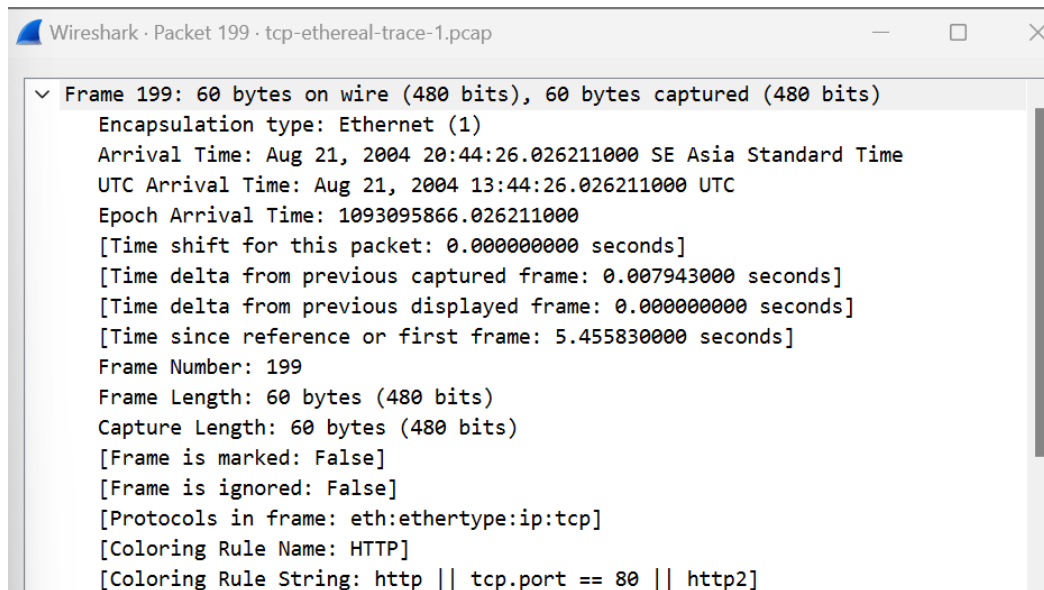 Wireshark · Packet 199 · tcp-ethereal-trace-1.pcap
Frame 199: 60 bytes on wire (480 bits), 60 bytes captured (480 bits)
Encapsulation type: Ethernet (1)
Arrival Time: Aug 21, 2004 20:44:26.026211000 SE Asia Standard Time
UTC Arrival Time: Aug 21, 2004 13:44:26.026211000 UTC
Epoch Arrival Time: 1093095866.026211000
[Time shift for this packet: 0.000000000 seconds]
[Time delta from previous captured frame: 0.007943000 seconds]
[Time delta from previous displayed frame: 0.000000000 seconds]
[Time since reference or first frame: 5.455830000 seconds]
Frame Number: 199
Frame Length: 60 bytes (480 bits)
Capture Length: 60 bytes (480 bits)
[Frame is marked: False]
[Frame is ignored: False]
[Protocols in frame: eth:ethertype:ip:tcp]
[Coloring Rule Name: HTTP]
[Coloring Rule String: http || tcp.port == 80 || http2]